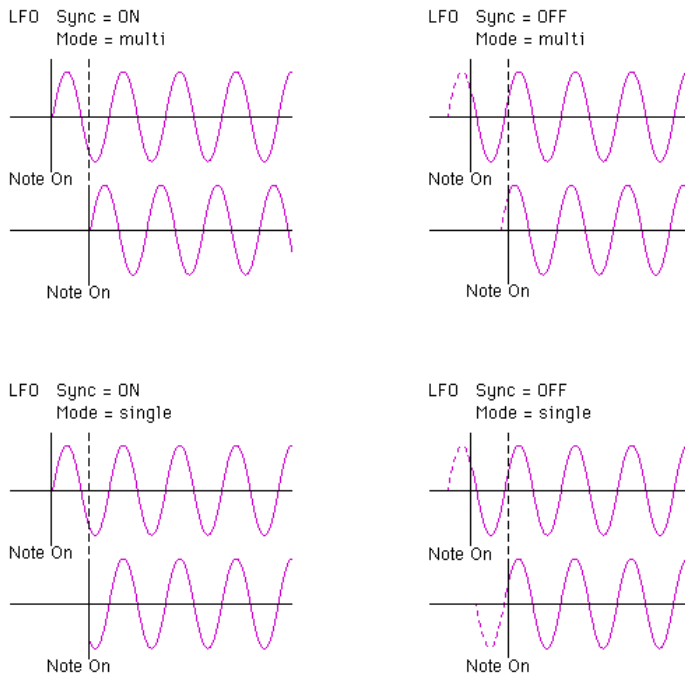 LFO Sync = ON
Mode = multi
Note On
Note On
LFO Sync = OFF
Mode = multi
Note On
Note On
LFO Sync = ON
Mode = single
Note On
Note On
LFO Sync = OFF
Mode = single
Note On
Note On